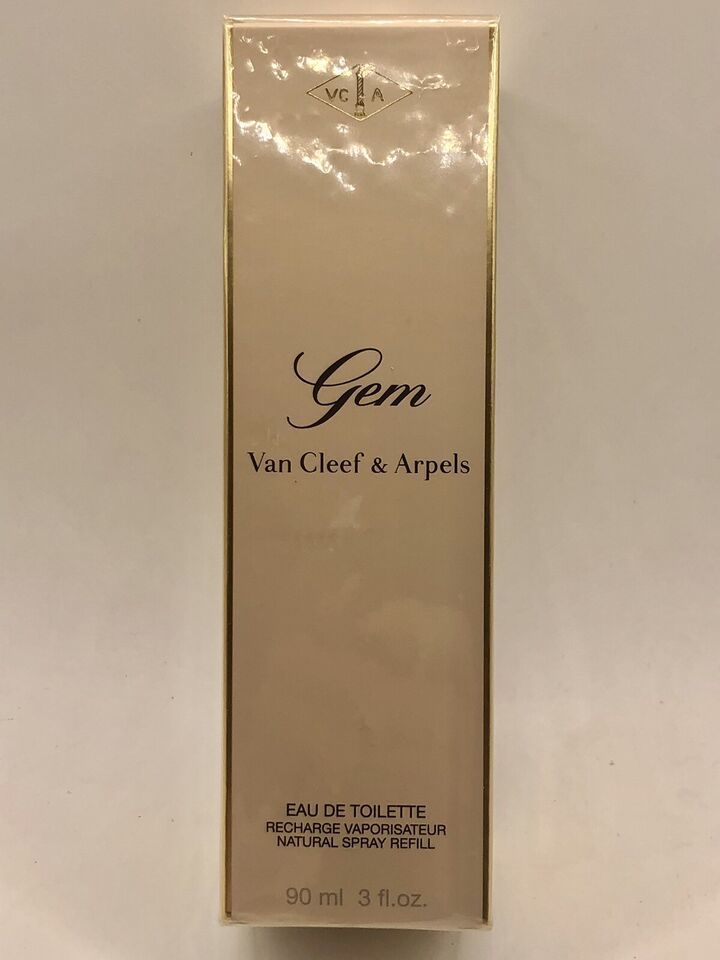 VC A
Gem
Van Cleef & Arpels
EAU DE TOILETTE
RECHARGE VAPORISATEUR
NATURAL SPRAY REFILL
90 ml 3 fl.oz.